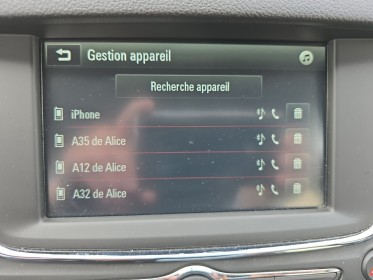 Gestion appareil
Recherche appareil
iPhone
A35 de Alice
A12 de Alice
A32 de Alice